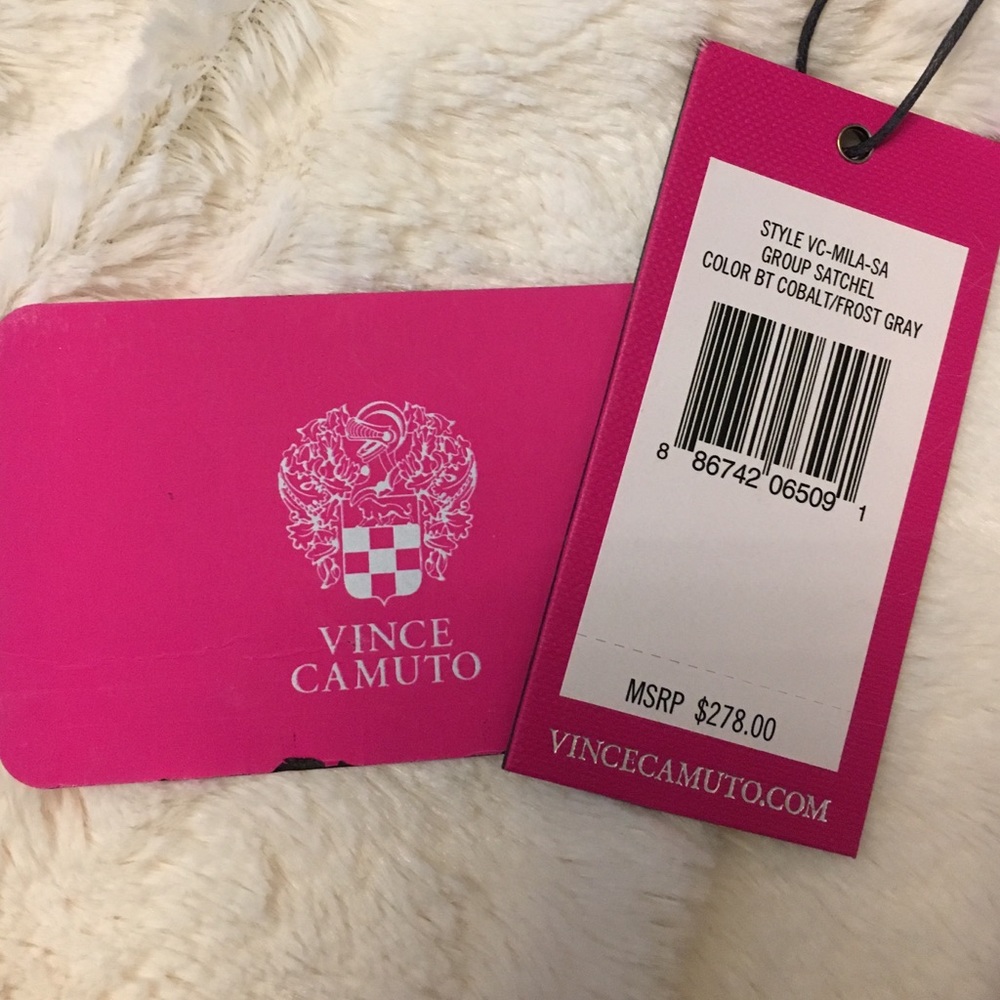 VINCE
CAMUTO
STYLE VC-MILA-SA
GROUP SATCHEL
COLOR BT COBALT/FROST GRAY
8 86742 06509 1
MSRP $278.00
VINCECAMUTO.COM